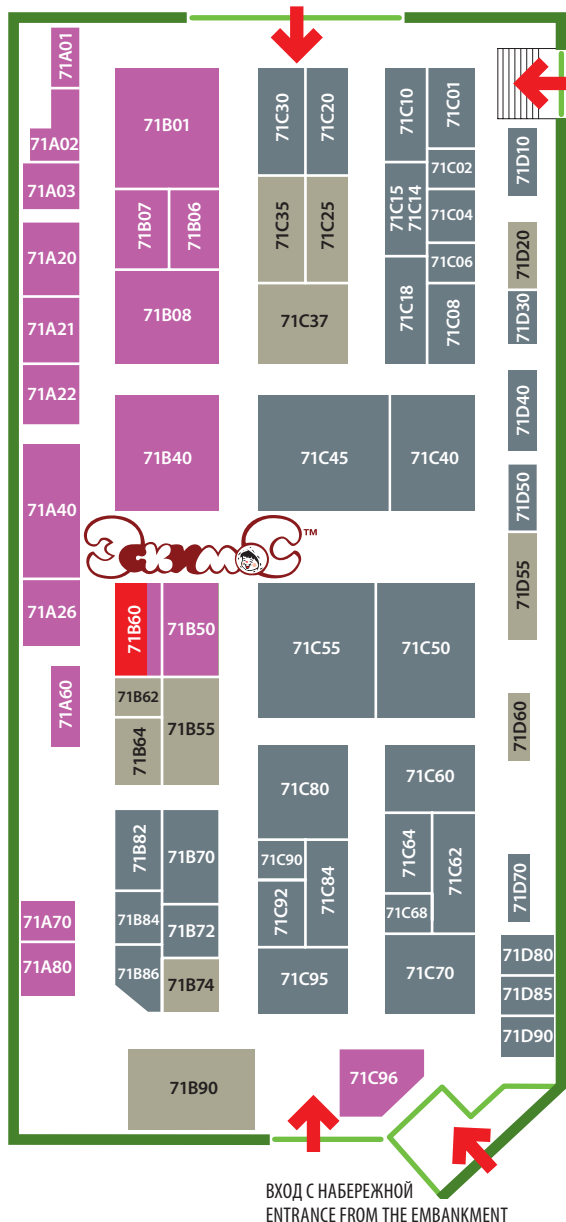 71A01
71A02
71A03
71A20
71A21
71A22
71A40
71A26
71A60
71A70
71A80
71B01
71B07
71B06
71B08
71B40
ЭскимоС™
71B60
71B50
71B62
71B64
71B55
71B82
71B70
71B84
71B72
71B86
71B74
71B90
71C30
71C20
71C35
71C25
71C37
71C10
71C01
71C02
71C15
71C14
71C04
71C06
71C18
71C08
71C45
71C40
71C55
71C50
71C80
71C60
71C90
71C84
71C92
71C95
71C64
71C62
71C68
71C70
71C96
71D10
71D20
71D30
71D40
71D50
71D55
71D60
71D70
71D80
71D85
71D90
ВХОД С НАБЕРЕЖНОЙ
ENTRANCE FROM THE EMBANKMENT